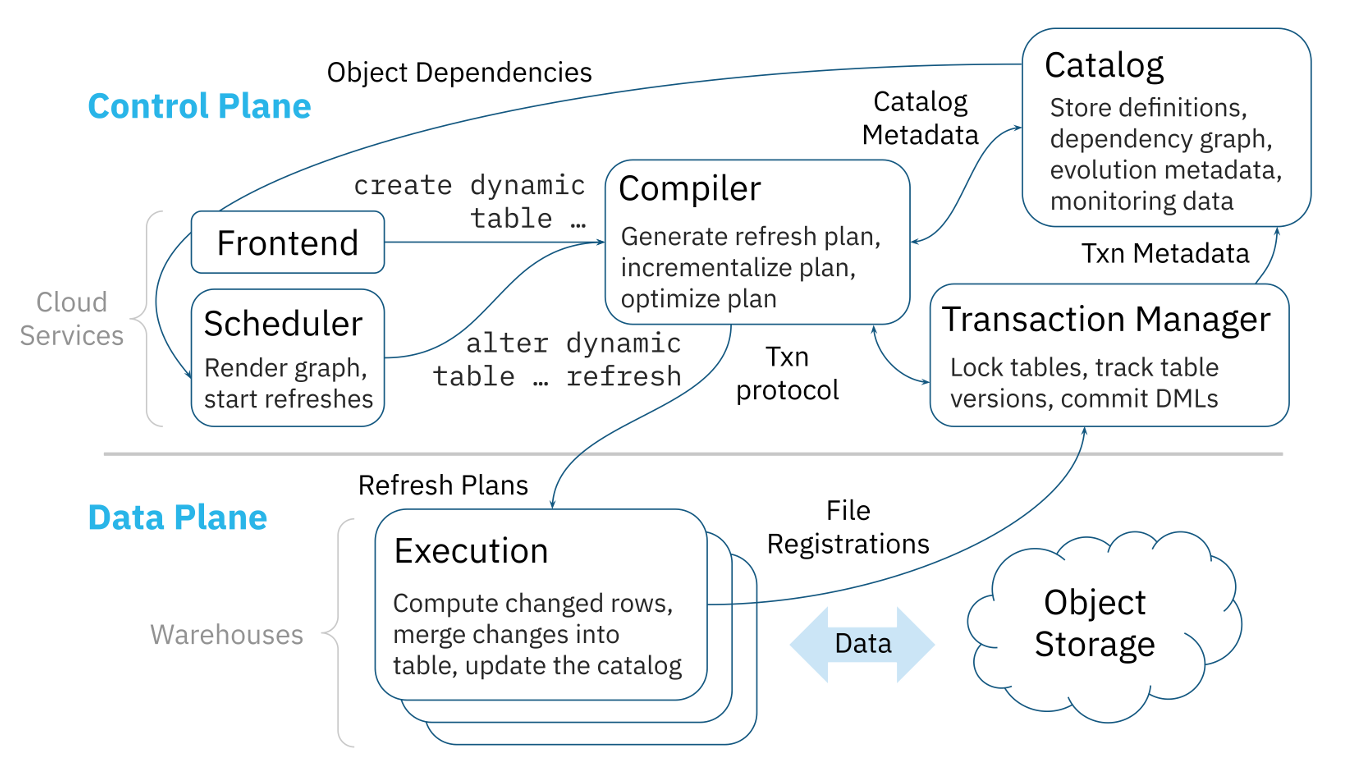 Object Dependencies
Control Plane
Catalog
Store definitions,
dependency graph,
evolution metadata,
monitoring data
Catalog
Metadata
create dynamic
table …
Compiler
Generate refresh plan,
incrementalize plan,
optimize plan
Frontend
Cloud
Services
Scheduler
Render graph,
start refreshes
alter dynamic
table … refresh
Txn
protocol
Txn Metadata
Transaction Manager
Lock tables, track table
versions, commit DMLs
Refresh Plans
Data Plane
Warehouses
Execution
Compute changed rows,
merge changes into
table, update the catalog
File
Registrations
Data
Object
Storage